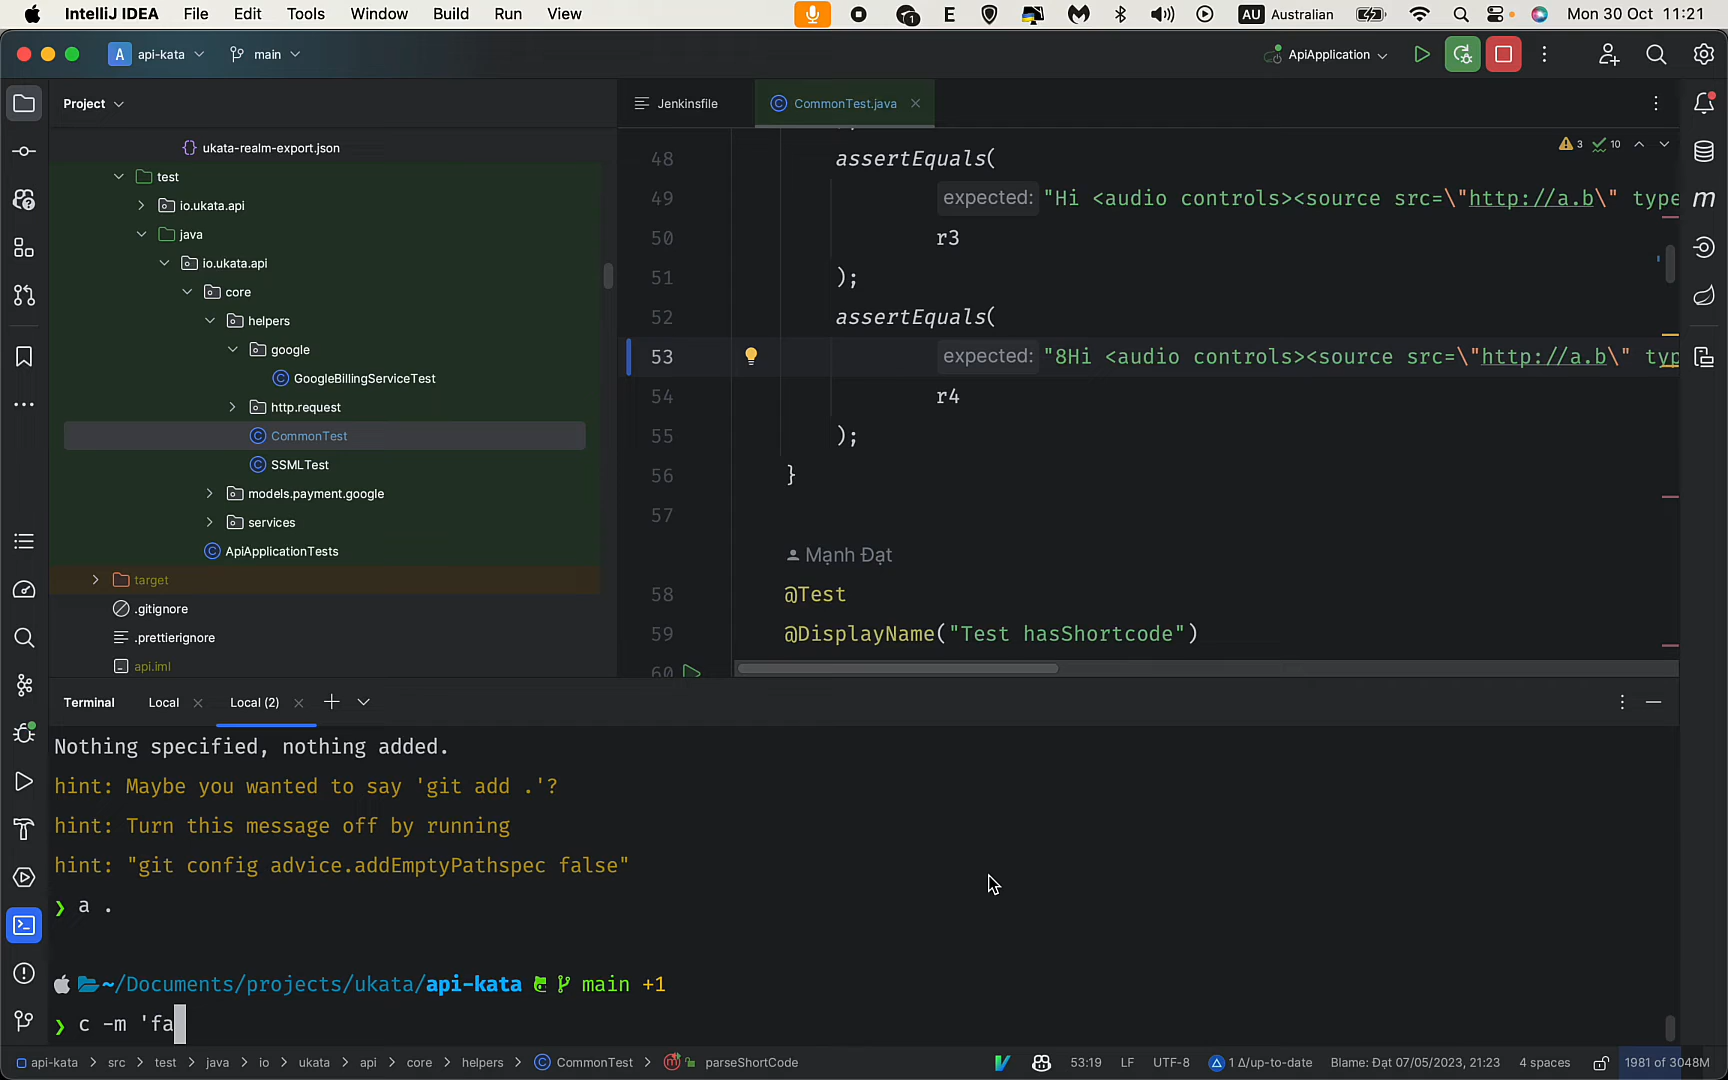 IntelliJ IDEA File Edit Tools Window Build Run View 1 E AU Australian Mon 30 Oct 11:21
A api-kata main ApiApplication
Project
Jenkinsfile CommonTest.java
ukata-realm-export.json
test
io.ukata.api
java
io.ukata.api
core
helpers
google
GoogleBillingServiceTest
http.request
CommonTest
SSMLTest
models.payment.google
services
ApiApplicationTests
target
.gitignore
.prettierignore
api.iml
3 10
48 assertEquals(
49 expected: "Hi <audio controls><source src=\"http://a.b\" type
50 r3
51 );
52 assertEquals(
53 expected: "8Hi <audio controls><source src=\"http://a.b\" typ
54 r4
55 );
56 }
57
Mạnh Đạt
58 @Test
59 @DisplayName("Test hasShortcode")
60
Terminal Local Local (2)
Nothing specified, nothing added.
hint: Maybe you wanted to say 'git add .'?
hint: Turn this message off by running
hint: "git config advice.addEmptyPathspec false"
❯ a .
~/Documents/projects/ukata/api-kata main +1
❯ c -m 'fa
api-kata > src > test > java > io > ukata > api > core > helpers > CommonTest > parseShortCode 53:19 LF UTF-8 1 Δ/up-to-date Blame: Đạt 07/05/2023, 21:23 4 spaces 1981 of 3048M